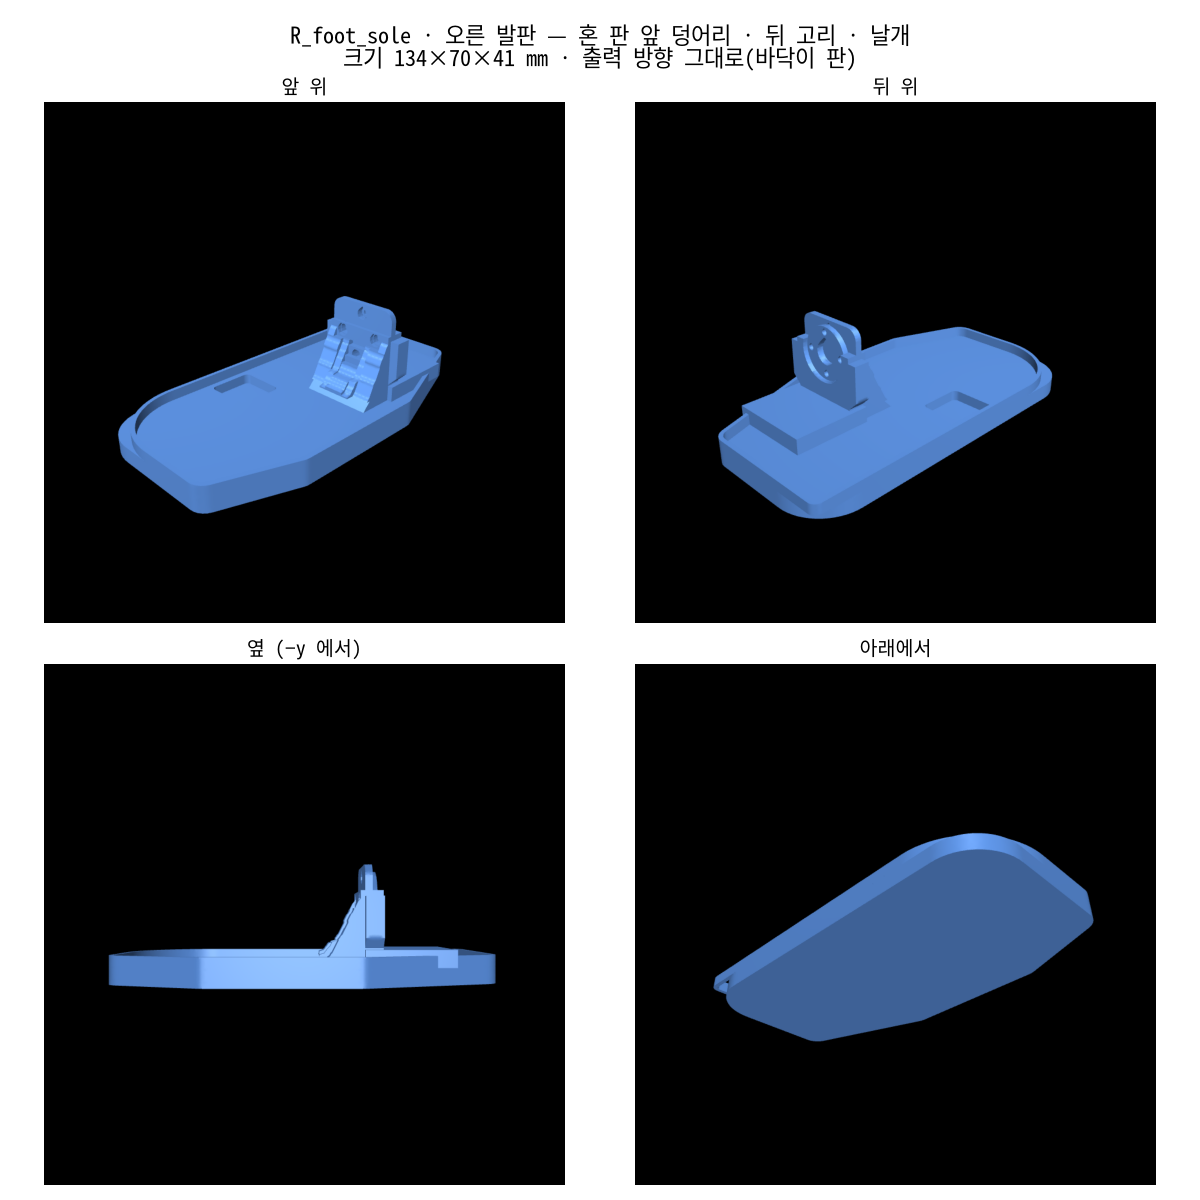 R_foot_sole · 오른 발판 — 혼 판 앞 덩어리 · 뒤 고리 · 날개
크기 134×70×41 mm · 출력 방향 그대로(바닥이 판)
앞 위
뒤 위
옆 (−y 에서)
아래에서